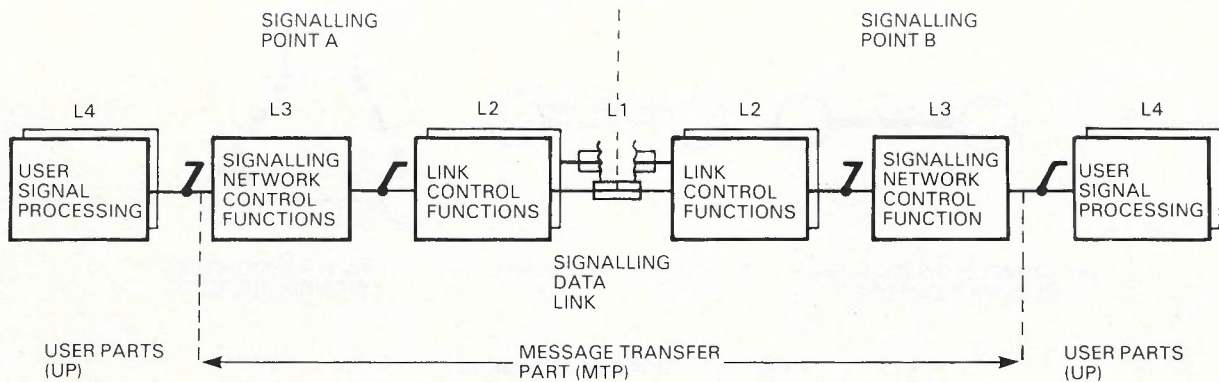 SIGNALLING
POINT A
SIGNALLING
POINT B
L4
L3
L2
L1
L2
L3
L4
USER
SIGNAL
PROCESSING
SIGNALLING
NETWORK
CONTROL
FUNCTIONS
LINK
CONTROL
FUNCTIONS
LINK
CONTROL
FUNCTIONS
SIGNALLING
NETWORK
CONTROL
FUNCTION
USER
SIGNAL
PROCESSING
SIGNALLING
DATA
LINK
USER PARTS
(UP)
MESSAGE TRANSFER
PART (MTP)
USER PARTS
(UP)